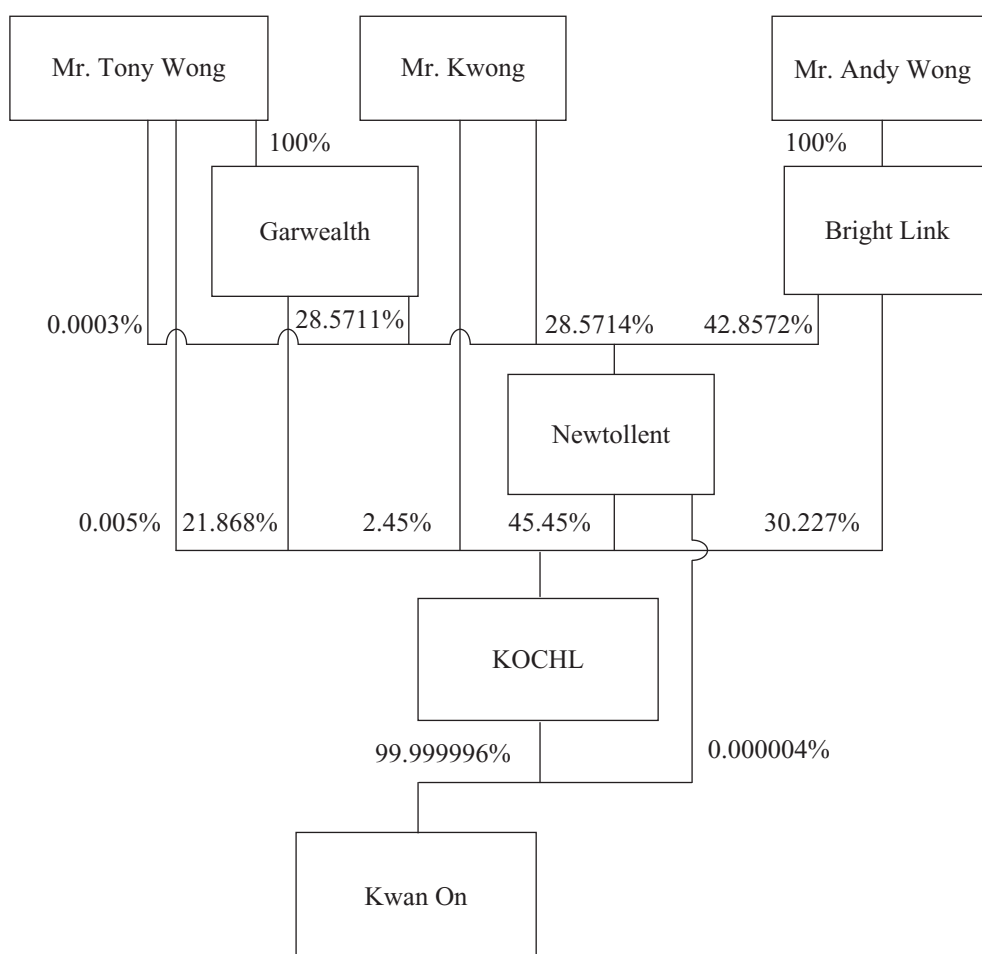 Mr. Tony Wong
Mr. Kwong
Mr. Andy Wong
100%
100%
Garwealth
Bright Link
0.0003%
28.5711%
28.5714%
42.8572%
Newtollent
0.005%
21.868%
2.45%
45.45%
30.227%
KOCHL
99.999996%
0.000004%
Kwan On